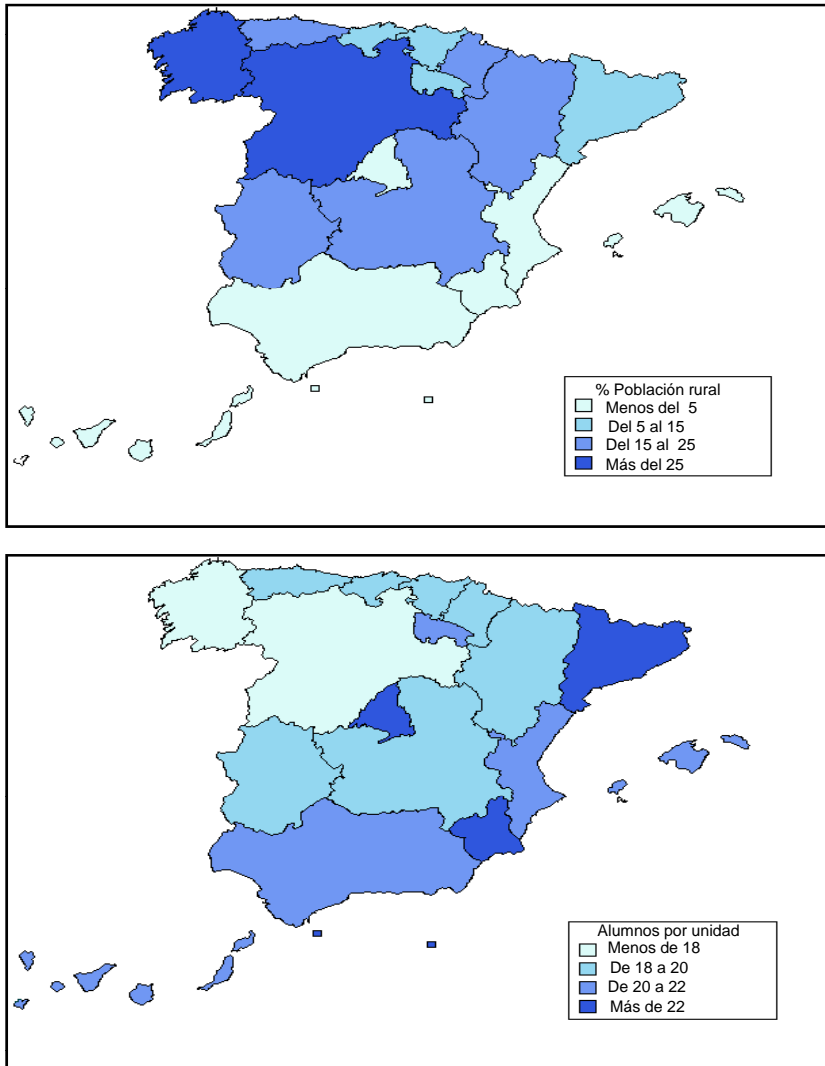 % Población rural
Menos del 5
Del 5 al 15
Del 15 al 25
Más del 25
Alumnos por unidad
Menos de 18
De 18 a 20
De 20 a 22
Más de 22